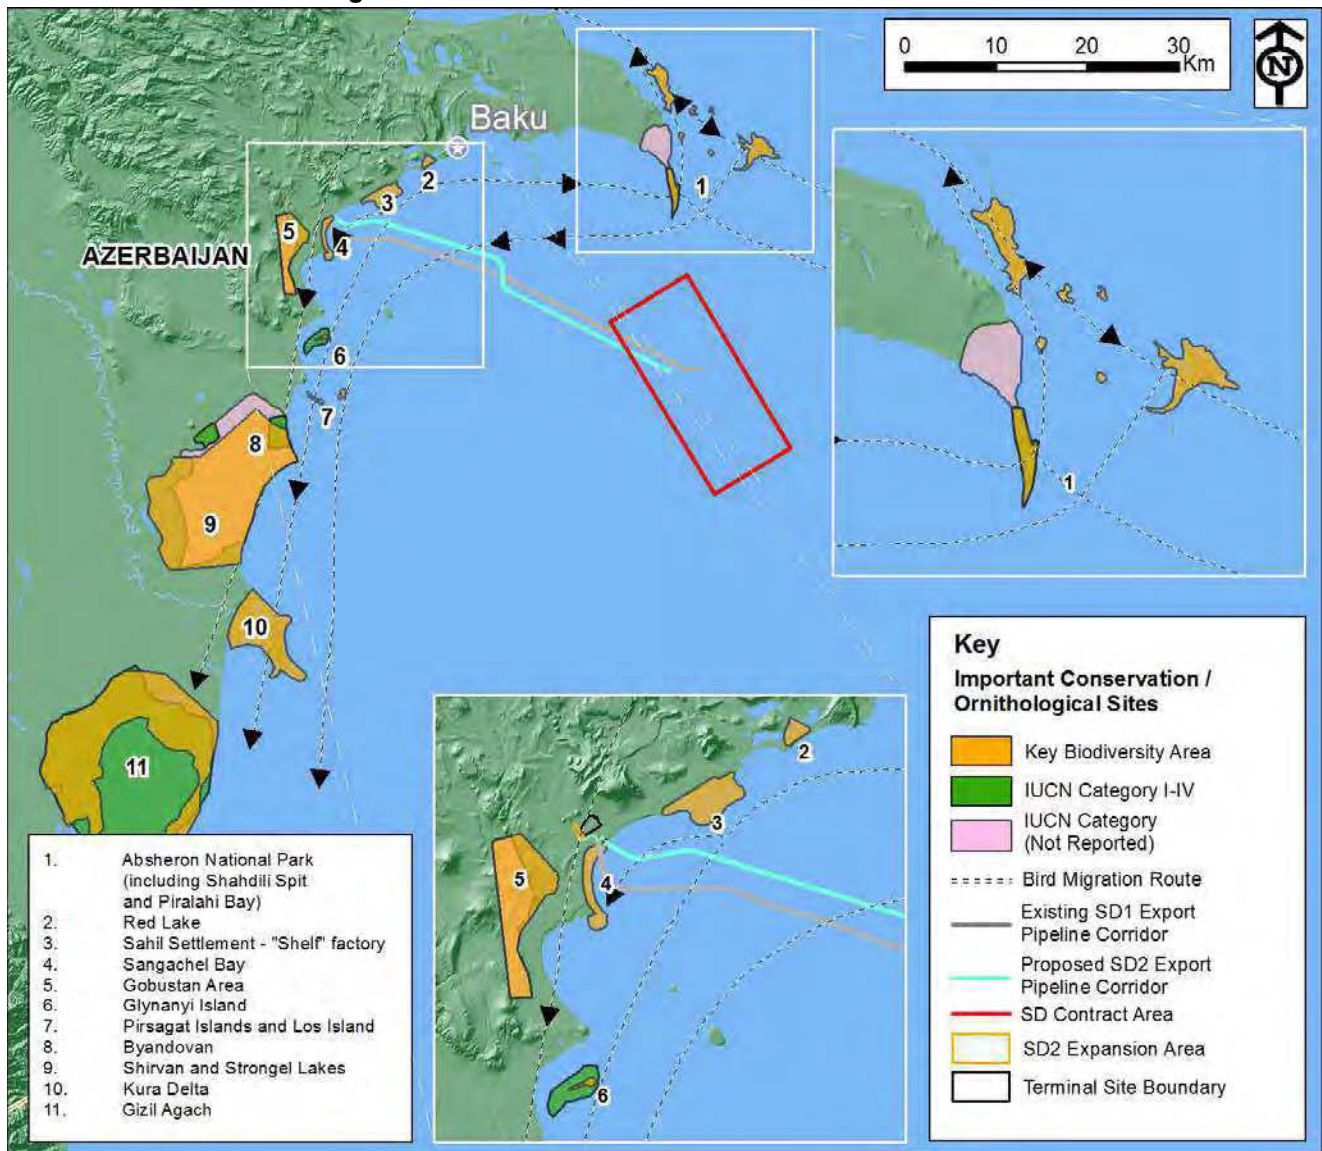 0 10 20 30
Km
N
Baku
AZERBAIJAN
1
2
3
4
5
6
7
8
9
10
11
1
2
3
4
5
6
Key
Important Conservation /
Ornithological Sites
Key Biodiversity Area
IUCN Category I-IV
IUCN Category
(Not Reported)
Bird Migration Route
Existing SD1 Export
Pipeline Corridor
Proposed SD2 Export
Pipeline Corridor
SD Contract Area
SD2 Expansion Area
Terminal Site Boundary
1. Absheron National Park
(including Shahdili Spit
and Piralahi Bay)
2. Red Lake
3. Sahil Settlement - "Shelf" factory
4. Sangachel Bay
5. Gobustan Area
6. Glynanyi Island
7. Pirsagat Islands and Los Island
8. Byandovan
9. Shirvan and Strongel Lakes
10. Kura Delta
11. Gizil Agach